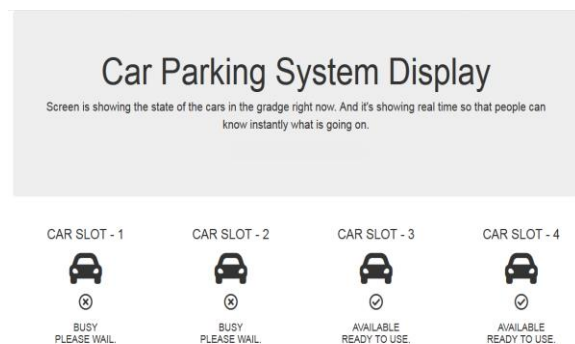 Car Parking System Display
Screen is showing the state of the cars in the gradge right now. And it's showing real time so that people can
know instantly what is going on.
CAR SLOT - 1
CAR SLOT - 2
CAR SLOT - 3
CAR SLOT - 4
BUSY
PLEASE WAIL.
BUSY
PLEASE WAIL.
AVAILABLE
READY TO USE.
AVAILABLE
READY TO USE.